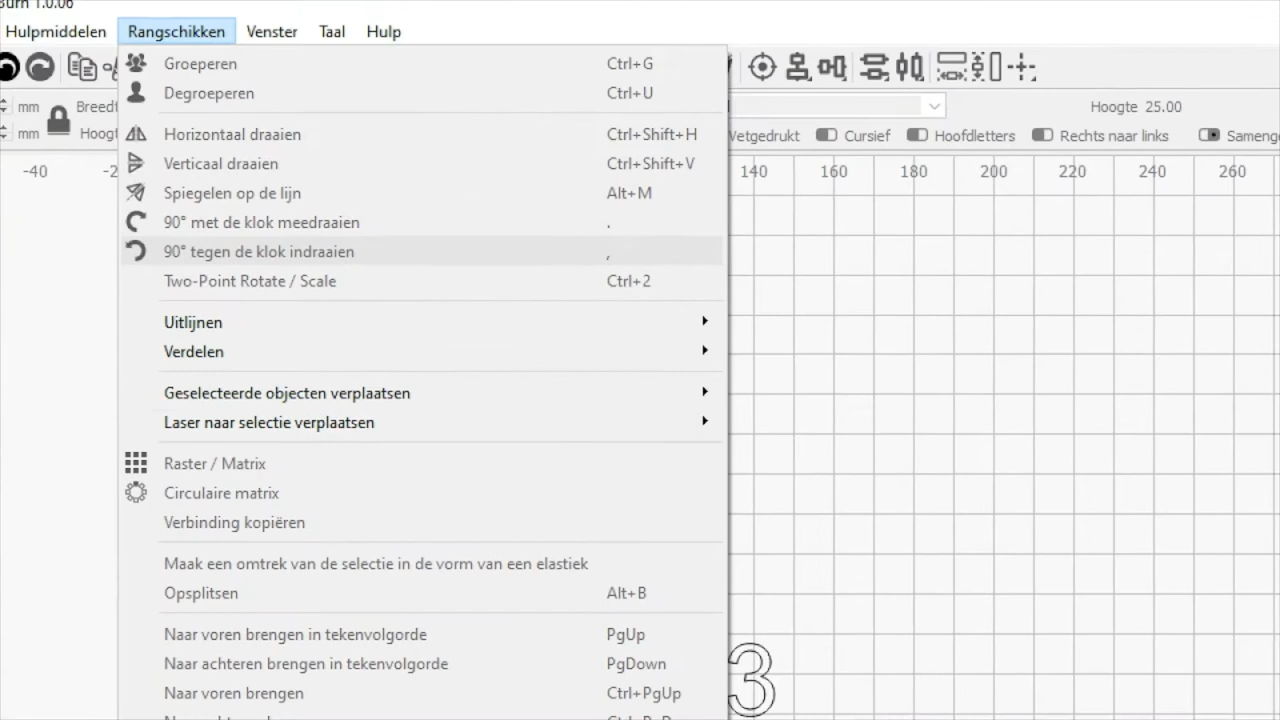 Burn 1.0.06
Hulpmiddelen Rangschikken Venster Taal Hulp
mm
mm
Hoogte 25.00
Vetgedrukt Cursief Hoofdletters Rechts naar links
-40 140 160 180 200 220 240 260
Groeperen Ctrl+G
Degroeperen Ctrl+U
Horizontaal draaien Ctrl+Shift+H
Verticaal draaien Ctrl+Shift+V
Spiegelen op de lijn Alt+M
90° met de klok meedraaien .
90° tegen de klok indraaien ,
Two-Point Rotate / Scale Ctrl+2
Uitlijnen
Verdelen
Geselecteerde objecten verplaatsen
Laser naar selectie verplaatsen
Raster / Matrix
Circulaire matrix
Verbinding kopiëren
Maak een omtrek van de selectie in de vorm van een elastiek
Opsplitsen Alt+B
Naar voren brengen in tekenvolgorde PgUp
Naar achteren brengen in tekenvolgorde PgDown
Naar voren brengen Ctrl+PgUp
3